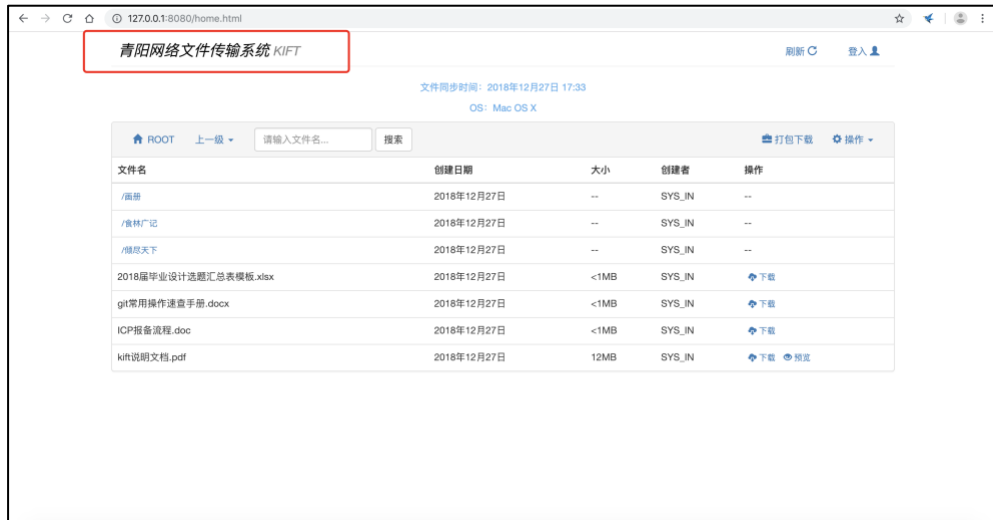 127.0.0.1:8080/home.html
青阳网络文件传输系统 KIFT 刷新 登入
文件同步时间：2018年12月27日 17:33
OS：Mac OS X
ROOT 上一级 请输入文件名... 搜索 打包下载 操作
文件名 创建日期 大小 创建者 操作
/画册 2018年12月27日 -- SYS_IN --
/食林广记 2018年12月27日 -- SYS_IN --
/倾尽天下 2018年12月27日 -- SYS_IN --
2018届毕业设计选题汇总表模板.xlsx 2018年12月27日 <1MB SYS_IN 下载
git常用操作速查手册.docx 2018年12月27日 <1MB SYS_IN 下载
ICP报备流程.doc 2018年12月27日 <1MB SYS_IN 下载
kift说明文档.pdf 2018年12月27日 12MB SYS_IN 下载 预览